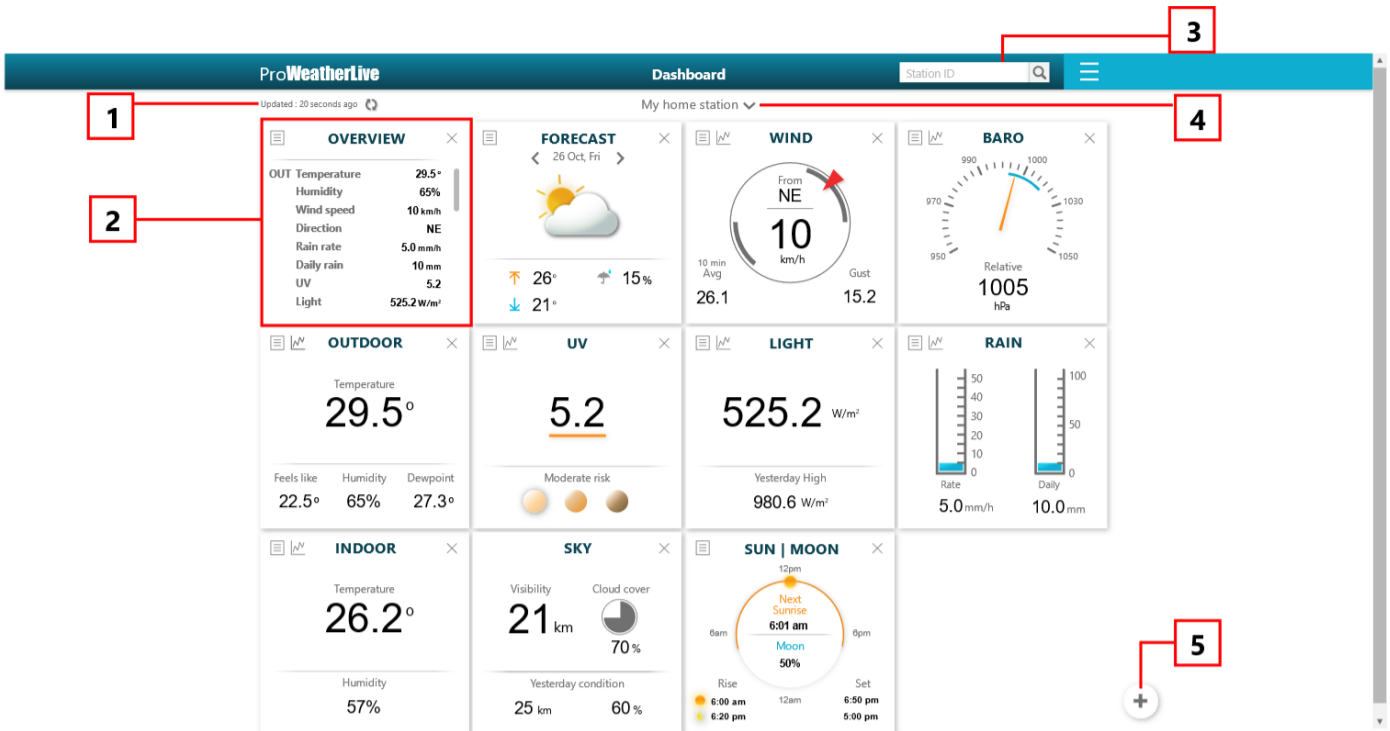 3
ProWeatherLive
Dashboard
Station ID
1
Updated : 20 seconds ago
My home station
4
OVERVIEW
OUT Temperature 29.5°
Humidity 65%
Wind speed 10 km/h
Direction NE
Rain rate 5.0 mm/h
Daily rain 10 mm
UV 5.2
Light 525.2 W/m²
2
FORECAST
26 Oct, Fri
26°
15%
21°
WIND
From
NE
10
km/h
10 min
Avg
26.1
Gust
15.2
BARO
990 1000
970 1030
950 1050
Relative
1005
hPa
OUTDOOR
Temperature
29.5°
Feels like Humidity Dewpoint
22.5° 65% 27.3°
UV
5.2
Moderate risk
LIGHT
525.2 W/m²
Yesterday High
980.6 W/m²
RAIN
50
40
30
20
10
0
Rate
5.0 mm/h
100
50
0
Daily
10.0 mm
INDOOR
Temperature
26.2°
Humidity
57%
SKY
Visibility Cloud cover
21 km
70 %
Yesterday condition
25 km 60 %
SUN | MOON
12pm
Next
Sunrise
6:01 am
6am 6pm
Moon
50%
Rise Set
6:00 am 12am 6:50 pm
6:20 pm 5:00 pm
5